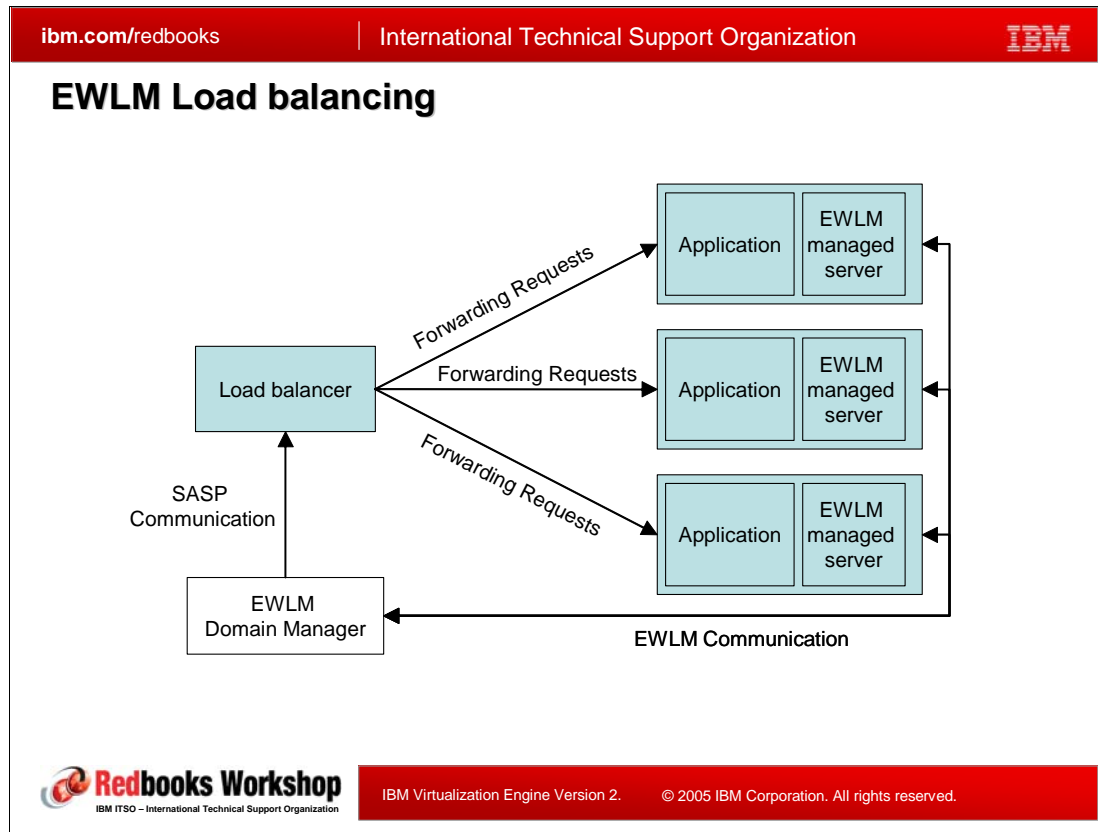 ibm.com/redbooks
International Technical Support Organization
IBM
EWLM Load balancing
Application
EWLM
managed
server
Forwarding Requests
Load balancer
Forwarding Requests
Application
EWLM
managed
server
Forwarding Requests
SASP
Communication
Application
EWLM
managed
server
EWLM
Domain Manager
EWLM Communication
Redbooks Workshop
IBM ITSO – International Technical Support Organization
IBM Virtualization Engine Version 2.
© 2005 IBM Corporation. All rights reserved.